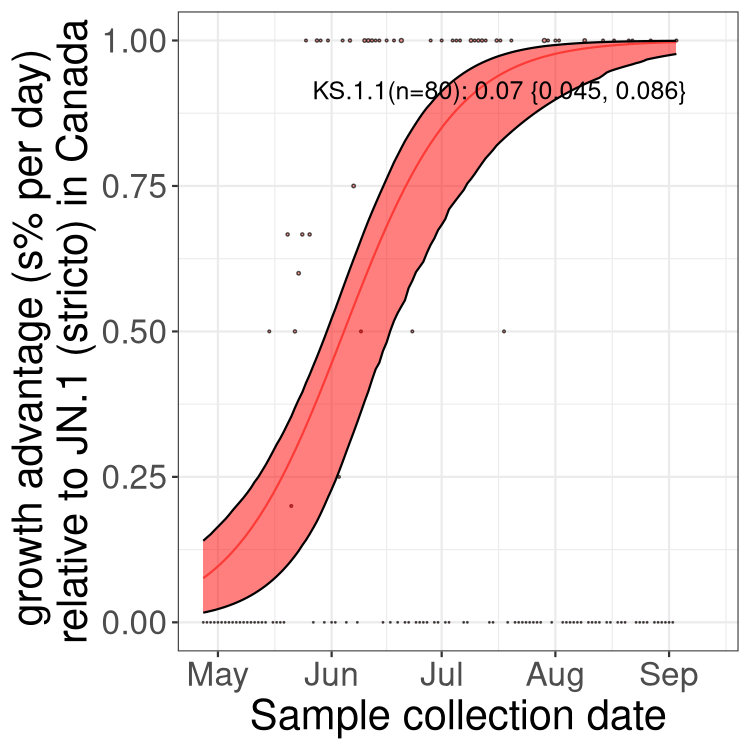 growth advantage (s% per day)
relative to JN.1 (stricto) in Canada
1.00
0.75
0.50
0.25
0.00
KS.1.1(n=80): 0.07 {0.045, 0.086}
May Jun Jul Aug Sep
Sample collection date